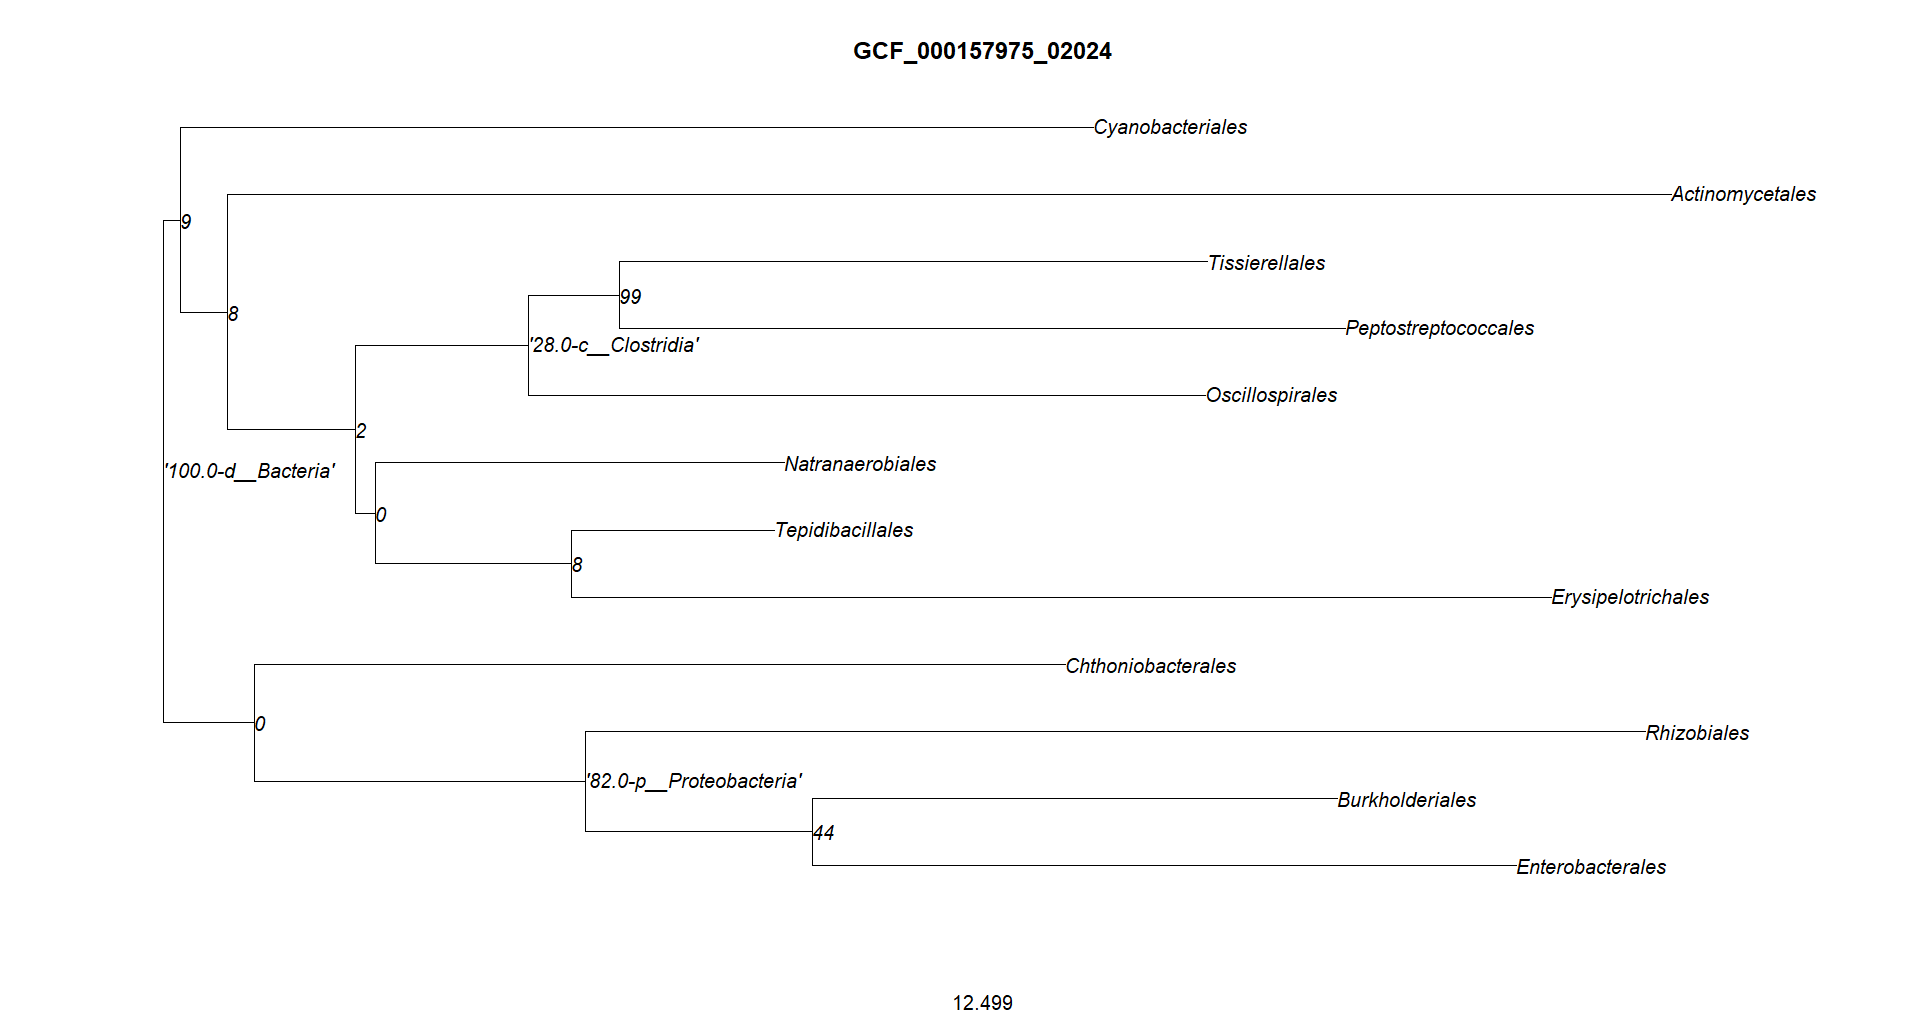 GCF_000157975_02024
Cyanobacteriales
Actinomycetales
9
Tissierellales
99
8
Peptostreptococcales
'28.0-c__Clostridia'
Oscillospirales
2
Natranaerobiales
'100.0-d__Bacteria'
0
Tepidibacillales
8
Erysipelotrichales
Chthoniobacterales
0
Rhizobiales
'82.0-p__Proteobacteria'
Burkholderiales
44
Enterobacterales
12.499